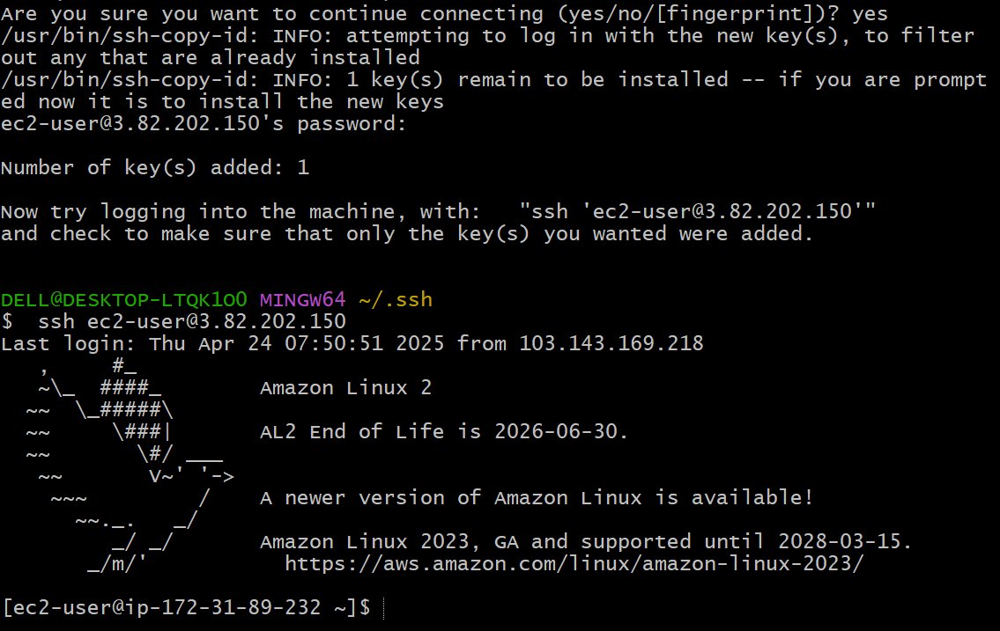 Are you sure you want to continue connecting (yes/no/[fingerprint])? yes
/usr/bin/ssh-copy-id: INFO: attempting to log in with the new key(s), to filter
out any that are already installed
/usr/bin/ssh-copy-id: INFO: 1 key(s) remain to be installed -- if you are prompt
ed now it is to install the new keys
ec2-user@3.82.202.150's password:

Number of key(s) added: 1

Now try logging into the machine, with:   "ssh 'ec2-user@3.82.202.150'"
and check to make sure that only the key(s) you wanted were added.


DELL@DESKTOP-LTQK1O0 MINGW64 ~/.ssh
$  ssh ec2-user@3.82.202.150
Last login: Thu Apr 24 07:50:51 2025 from 103.143.169.218
   ,     #_
   ~\_  ####_        Amazon Linux 2
  ~~  \_#####\
  ~~     \###|       AL2 End of Life is 2026-06-30.
  ~~       \#/ ___
   ~~       V~' '->
    ~~~         /    A newer version of Amazon Linux is available!
      ~~._.   _/
         _/ _/       Amazon Linux 2023, GA and supported until 2028-03-15.
       _/m/'           https://aws.amazon.com/linux/amazon-linux-2023/

[ec2-user@ip-172-31-89-232 ~]$